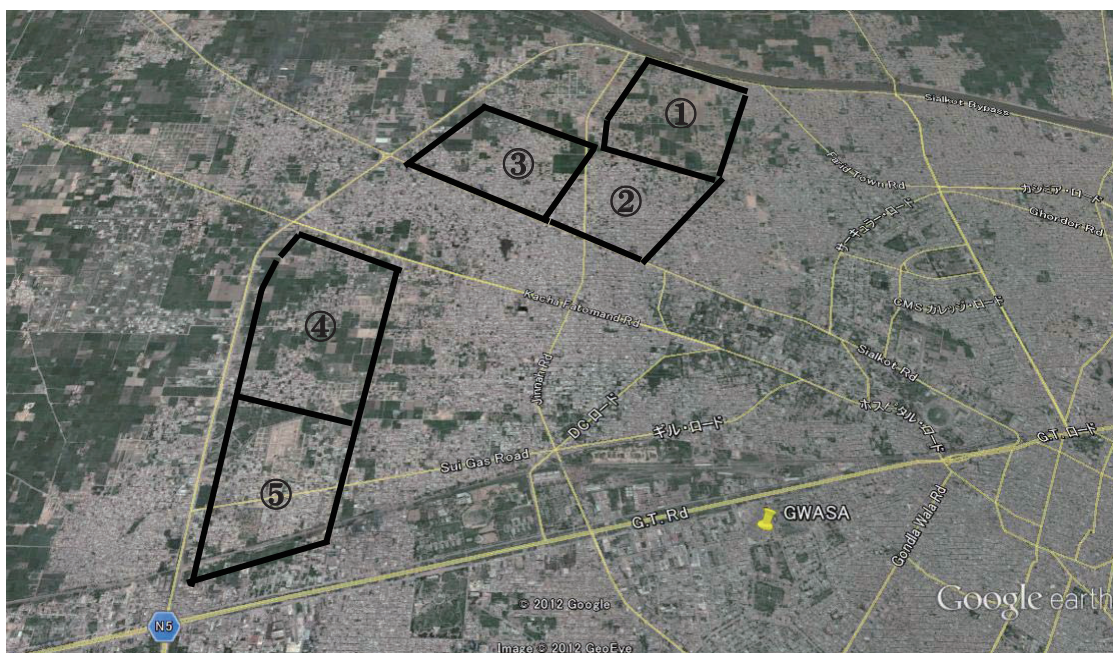 ①
Sialkot Bypass
③
②
Farid Town Rd
カンニア・ロード
Ghordor Rd
サーキュラー・ロード
CMS カレッジ・ロード
Kacha Fatomand Rd
④
Sialkot Rd
Jinnah Rd
D.C.ロード
ギル・ロード
ホスピタル・ロード
G.T. ロード
Sui Gas Road
⑤
G.T. Rd
GWASA
Gondla Wala Rd
© 2012 Google
Google earth
N5
Image © 2012 GeoEye